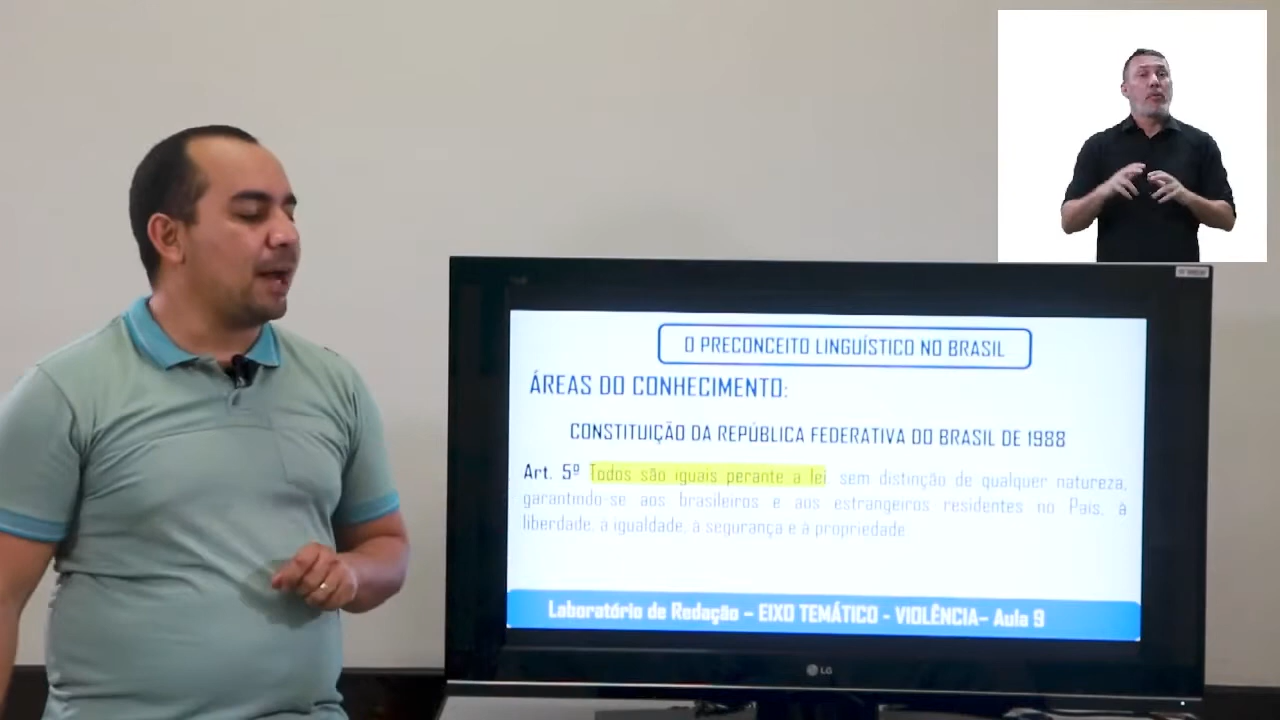 O PRECONCEITO LINGUÍSTICO NO BRASIL
ÁREAS DO CONHECIMENTO:
CONSTITUIÇÃO DA REPÚBLICA FEDERATIVA DO BRASIL DE 1988
Art. 5º Todos são iguais perante a lei sem distinção de qualquer natureza,
garantindo-se aos brasileiros e aos estrangeiros residentes no País, à
liberdade, à igualdade, à segurança e à propriedade
Laboratório de Redação – EIXO TEMÁTICO - VIOLÊNCIA– Aula 9
LG